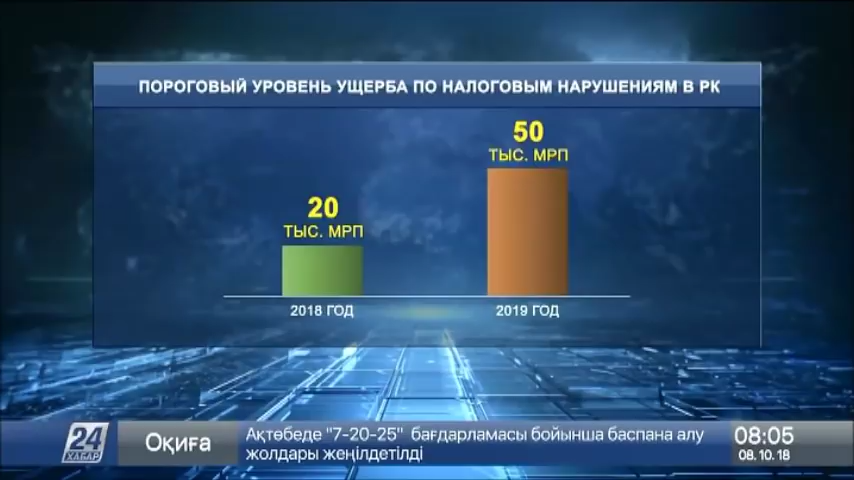 ПОРОГОВЫЙ УРОВЕНЬ УЩЕРБА ПО НАЛОГОВЫМ НАРУШЕНИЯМ В РК
50
ТЫС. МРП
20
ТЫС. МРП
2018 ГОД
2019 ГОД
24
ХАБАР
Оқиға
Ақтөбеде "7-20-25" бағдарламасы бойынша баспана алу
жолдары жеңілдетілді
08:05
08. 10. 18